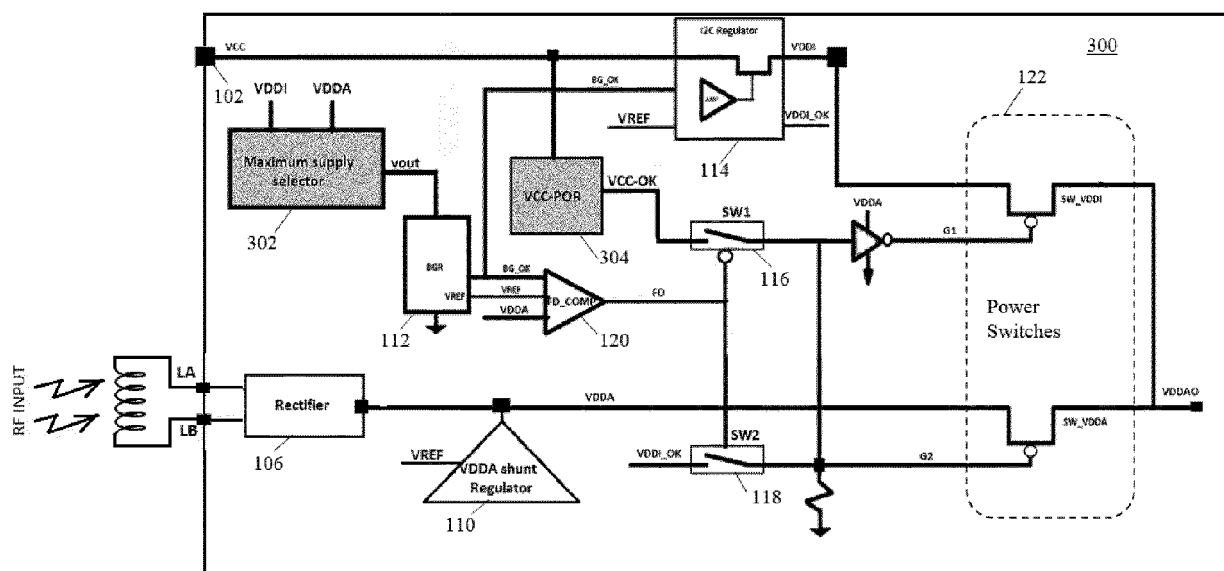 I2C Regulator
300
VCC
VDDI
102
VDDI
VDDA
BG_OK
AMP
122
VREF
VDDI_OK
Maximum supply
selector
vout
114
VCC-POR
VCC-OK
SW1
VDDA
SW_VDDI
302
304
G1
BGR
116
BG_OK
VREF
VREF
FD_COMP
FD
VDDA
Power
Switches
112
120
RF INPUT
LA
LB
Rectifier
VDDA
VDDAO
SW_VDDA
106
SW2
VREF
VDDA shunt
Regulator
VDDI_OK
G2
118
110